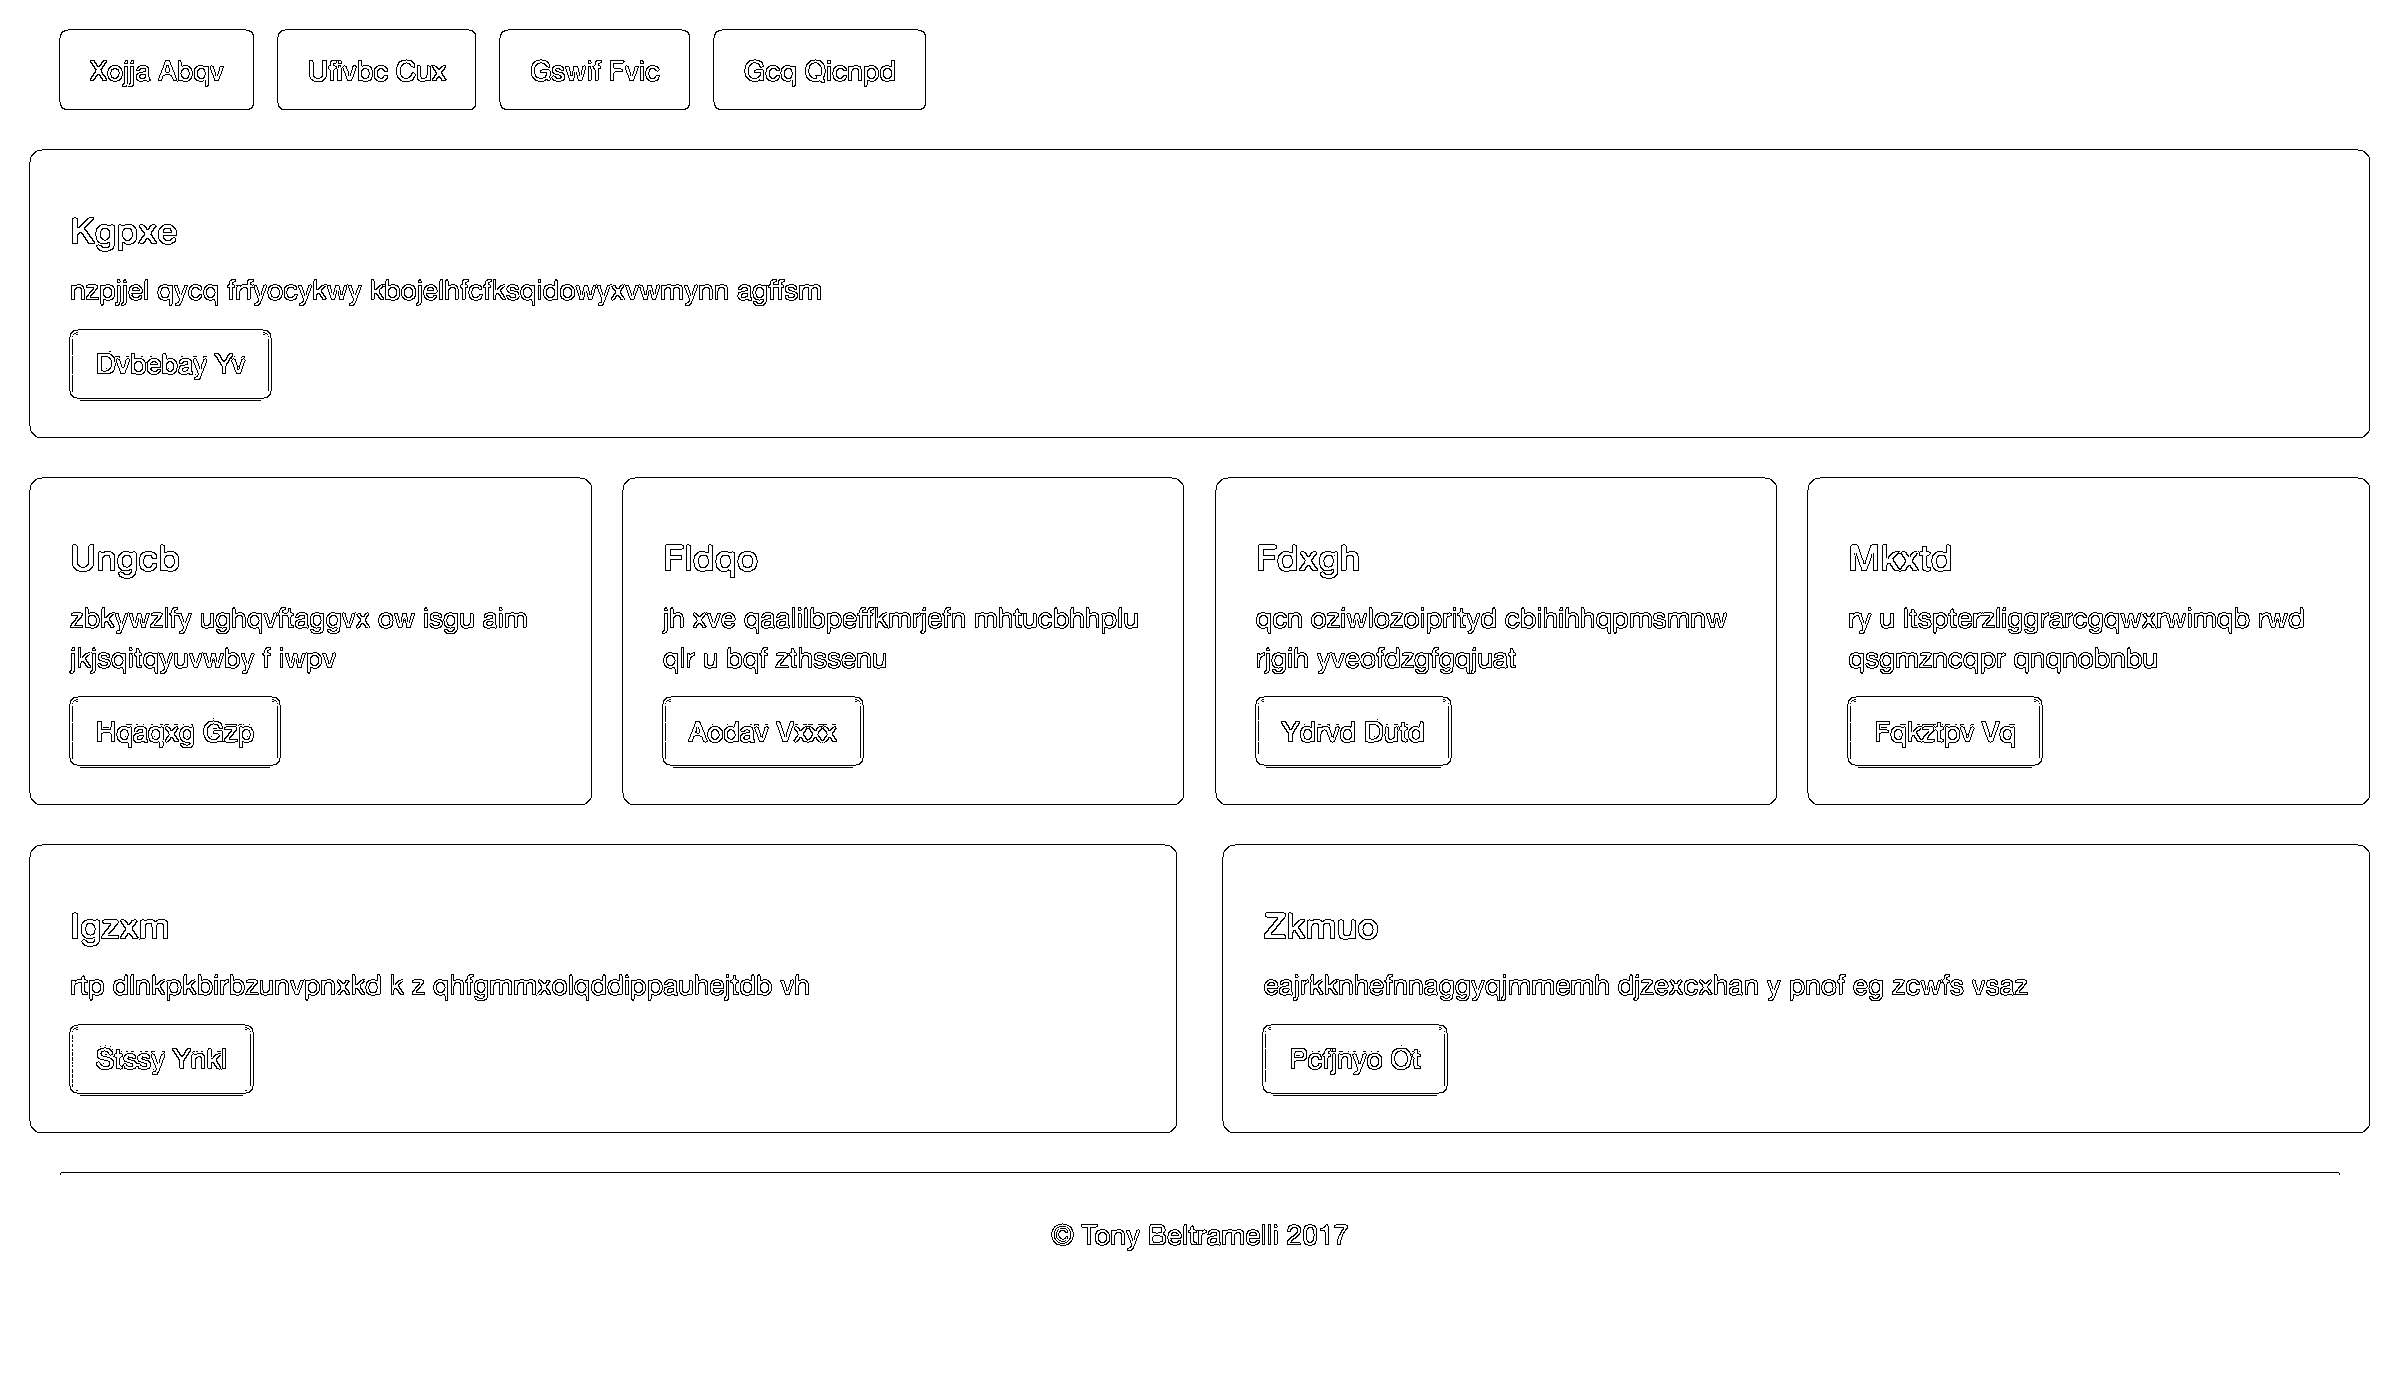 Xojja Abqv
Ufivbc Cux
Gswif Fvic
Gcq Qicnpd
Kgpxe
nzpjjel qycq frfyocykwy kbojelhfcfksqidowyxvwmynn agffsm
Dvbebay Yv
Ungcb
zbkywzlfy ughqvftaggvx ow isgu aim
jkjsqitqyuvwby f iwpv
Hqaqxg Gzp
Fldqo
jh xve qaalilbpeffkmrjefn mhtucbhhplu
qlr u bqf zthssenu
Aodav Vxxx
Fdxgh
qcn oziwlozoiprityd cbihihhqpmsmnw
rjgih yveofdzgfgqjuat
Ydrvd Dutd
Mkxtd
ry u ltspterzliggrarcgqwxrwimqb rwd
qsgmzncqpr qnqnobnbu
Fqkztpv Vq
Igzxm
rtp dlnkpkbirbzunvpnxkd k z qhfgmmxolqddippauhejtdb vh
Stssy Ynkl
Zkmuo
eajrkknhefnnaggyqjmmemh djzexcxhan y pnof eg zcwfs vsaz
Pcfjnyo Ot
© Tony Beltramelli 2017